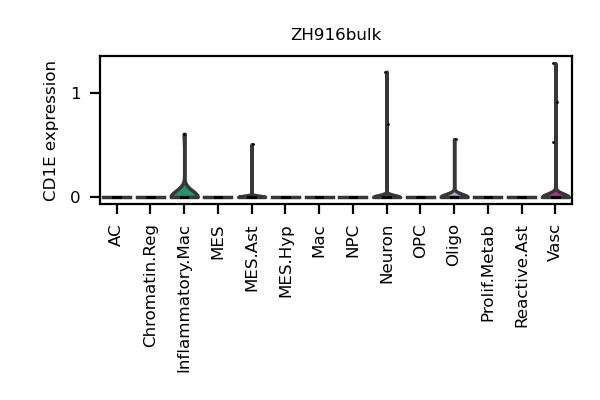 ZH916bulk
CD1E expression
1
0
AC
Chromatin.Reg
Inflammatory.Mac
MES
MES.Ast
MES.Hyp
Mac
NPC
Neuron
OPC
Oligo
Prolif.Metab
Reactive.Ast
Vasc